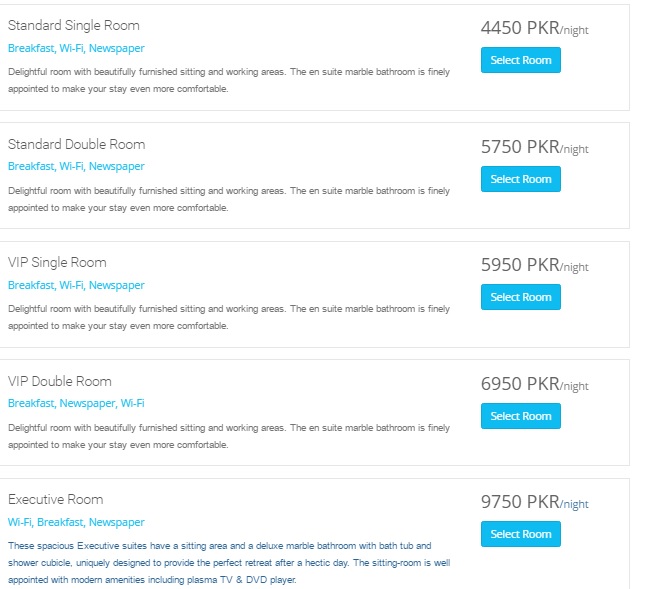 Standard Single Room
4450 PKR/night
Breakfast, Wi-Fi, Newspaper
Select Room
Delightful room with beautifully furnished sitting and working areas. The en suite marble bathroom is finely
appointed to make your stay even more comfortable.
Standard Double Room
5750 PKR/night
Breakfast, Wi-Fi, Newspaper
Select Room
Delightful room with beautifully furnished sitting and working areas. The en suite marble bathroom is finely
appointed to make your stay even more comfortable.
VIP Single Room
5950 PKR/night
Breakfast, Wi-Fi, Newspaper
Select Room
Delightful room with beautifully furnished sitting and working areas. The en suite marble bathroom is finely
appointed to make your stay even more comfortable.
VIP Double Room
6950 PKR/night
Breakfast, Newspaper, Wi-Fi
Select Room
Delightful room with beautifully furnished sitting and working areas. The en suite marble bathroom is finely
appointed to make your stay even more comfortable.
Executive Room
9750 PKR/night
Wi-Fi, Breakfast, Newspaper
Select Room
These spacious Executive suites have a sitting area and a deluxe marble bathroom with bath tub and
shower cubicle, uniquely designed to provide the perfect retreat after a hectic day. The sitting-room is well
appointed with modern amenities including plasma TV & DVD player.